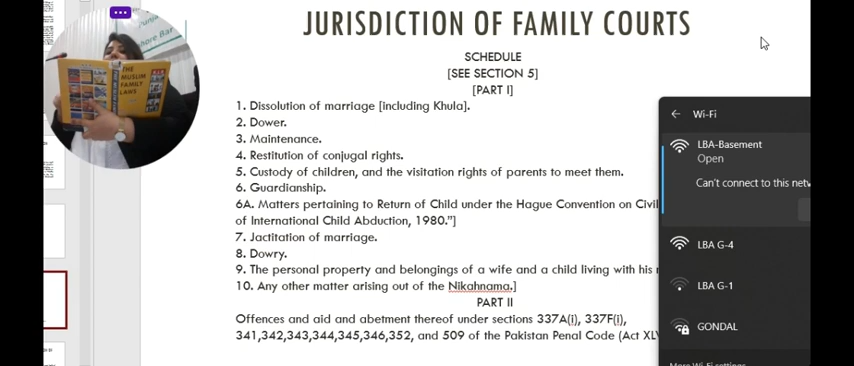 JURISDICTION OF FAMILY COURTS
SCHEDULE
[SEE SECTION 5]
[PART I]
1. Dissolution of marriage [including Khula].
2. Dower.
3. Maintenance.
4. Restitution of conjugal rights.
5. Custody of children, and the visitation rights of parents to meet them.
6. Guardianship.
6A. Matters pertaining to Return of Child under the Hague Convention on Civil
of International Child Abduction, 1980.”]
7. Jactitation of marriage.
8. Dowry.
9. The personal property and belongings of a wife and a child living with his
10. Any other matter arising out of the Nikahnama.]
PART II
Offences and aid and abetment thereof under sections 337A(i), 337F(i),
341,342,343,344,345,346,352, and 509 of the Pakistan Penal Code (Act
THE
MUSLIM
FAMILY
LAWS
Wi-Fi
LBA-Basement
Open
Can't connect to this
LBA G-4
LBA G-1
GONDAL
More Wi-Fi settings